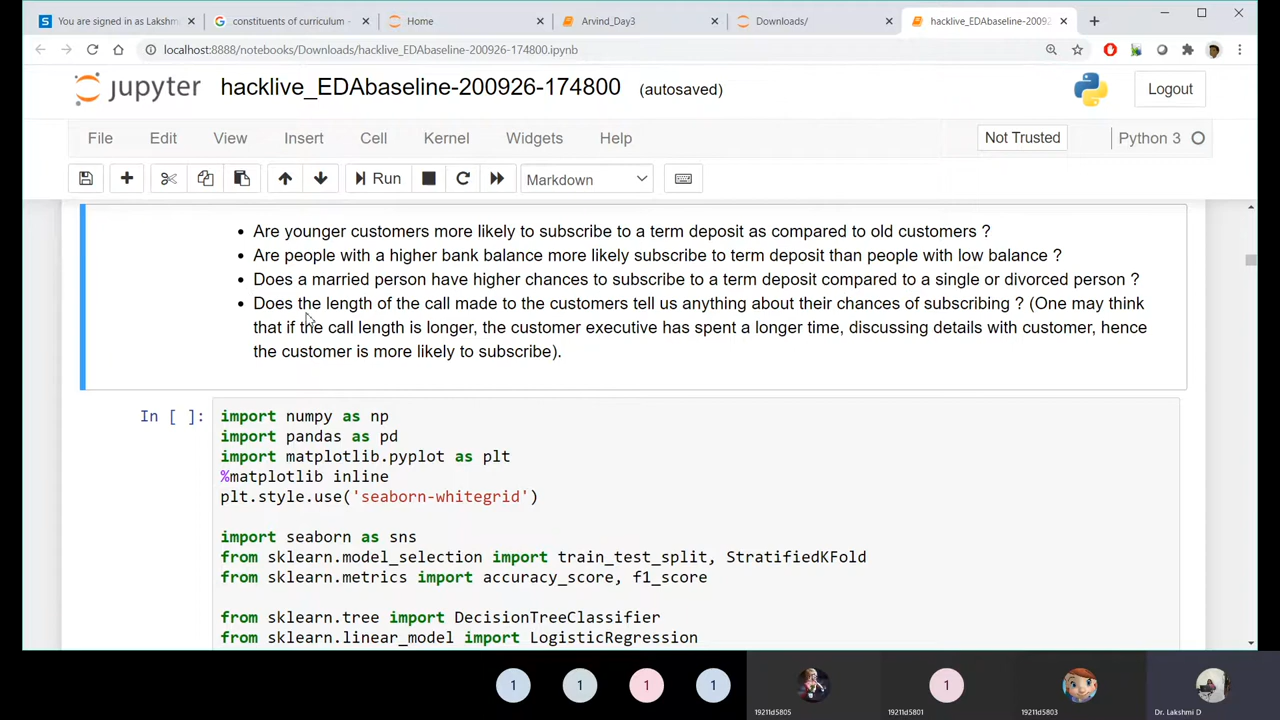 You are signed in as Lakshm
constituents of curriculum -
Home
Arvind_Day3
Downloads/
hacklive_EDAbaseline-20092
localhost:8888/notebooks/Downloads/hacklive_EDAbaseline-200926-174800.ipynb
jupyter
hacklive_EDAbaseline-200926-174800
(autosaved)
Logout
File
Edit
View
Insert
Cell
Kernel
Widgets
Help
Not Trusted
Python 3
Run
Markdown
• Are younger customers more likely to subscribe to a term deposit as compared to old customers ?
• Are people with a higher bank balance more likely subscribe to term deposit than people with low balance ?
• Does a married person have higher chances to subscribe to a term deposit compared to a single or divorced person ?
• Does the length of the call made to the customers tell us anything about their chances of subscribing ? (One may think
that if the call length is longer, the customer executive has spent a longer time, discussing details with customer, hence
the customer is more likely to subscribe).
In [ ]:
import numpy as np
import pandas as pd
import matplotlib.pyplot as plt
%matplotlib inline
plt.style.use('seaborn-whitegrid')
import seaborn as sns
from sklearn.model_selection import train_test_split, StratifiedKFold
from sklearn.metrics import accuracy_score, f1_score
from sklearn.tree import DecisionTreeClassifier
from sklearn.linear_model import LogisticRegression
1
1
1
1
1
19211d5805
19211d5801
19211d5803
Dr. Lakshmi D